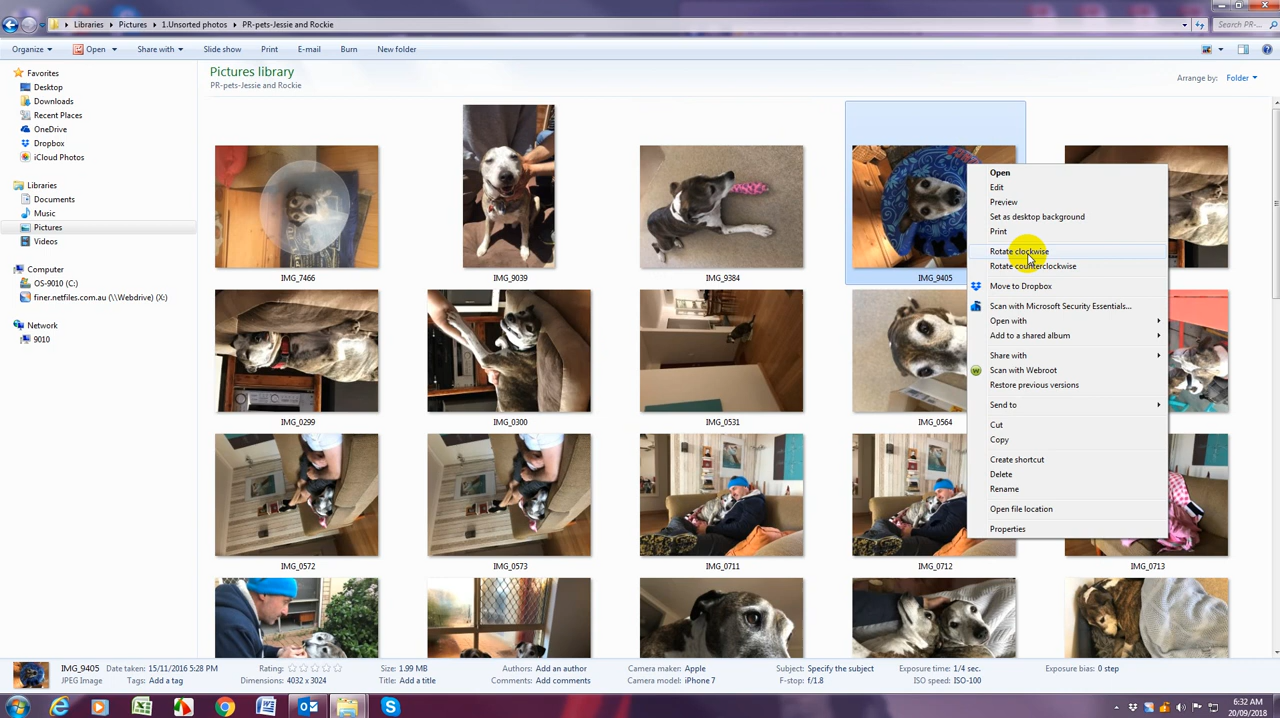 Libraries ▸ Pictures ▸ 1.Unsorted photos ▸ PR-pets-Jessie and Rockie
Search PR-...
Organize Open Share with Slide show Print E-mail Burn New folder
Favorites
Desktop
Downloads
Recent Places
OneDrive
Dropbox
iCloud Photos
Libraries
Documents
Music
Pictures
Videos
Computer
OS-9010 (C:)
finer.netfiles.com.au (\\Webdrive) (X:)
Network
9010
Pictures library
PR-pets-Jessie and Rockie
Arrange by: Folder
IMG_7466 IMG_9039 IMG_9384 IMG_9405
IMG_0299 IMG_0300 IMG_0531 IMG_0564
IMG_0572 IMG_0573 IMG_0711 IMG_0712 IMG_0713
Open
Edit
Preview
Set as desktop background
Print
Rotate clockwise
Rotate counterclockwise
Move to Dropbox
Scan with Microsoft Security Essentials...
Open with
Add to a shared album
Share with
Scan with Webroot
Restore previous versions
Send to
Cut
Copy
Create shortcut
Delete
Rename
Open file location
Properties
IMG_9405 Date taken: 15/11/2016 5:28 PM Rating: Size: 1.99 MB Authors: Add an author Camera maker: Apple Subject: Specify the subject Exposure time: 1/4 sec. Exposure bias: 0 step
JPEG Image Tags: Add a tag Dimensions: 4032 x 3024 Title: Add a title Comments: Add comments Camera model: iPhone 7 F-stop: f/1.8 ISO speed: ISO-100
6:32 AM
20/09/2018